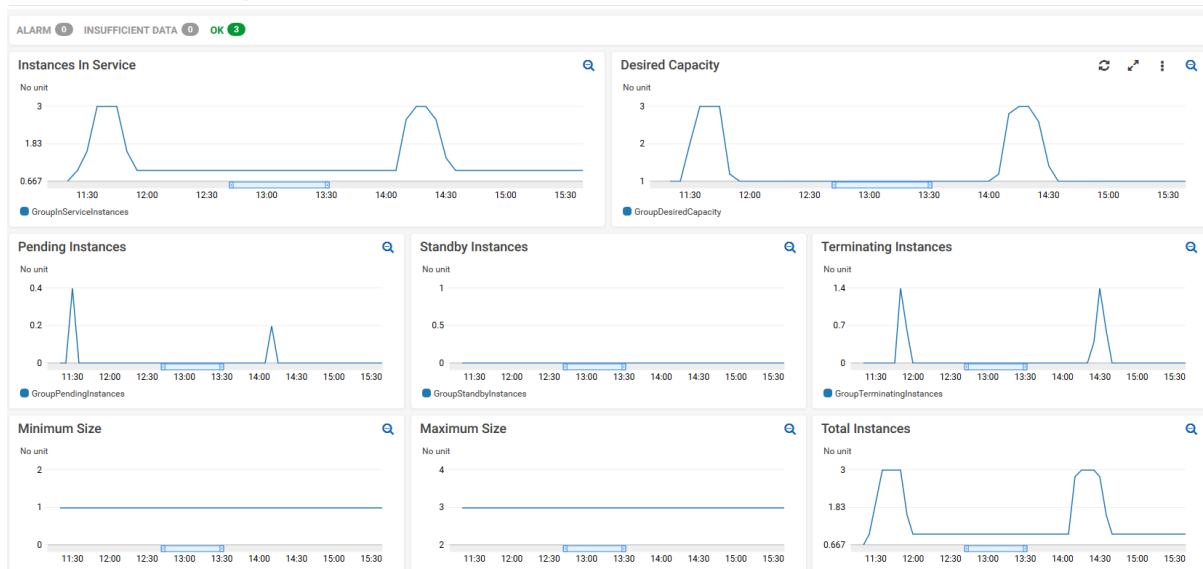 ALARM 0 INSUFFICIENT DATA 0 OK 3
Instances In Service
No unit
3
1.83
0.667
11:30 12:00 12:30 13:00 13:30 14:00 14:30 15:00 15:30
GroupInServiceInstances
Desired Capacity
No unit
3
2
1
11:30 12:00 12:30 13:00 13:30 14:00 14:30 15:00 15:30
GroupDesiredCapacity
Pending Instances
No unit
0.4
0.2
0
11:30 12:00 12:30 13:00 13:30 14:00 14:30 15:00 15:30
GroupPendingInstances
Standby Instances
No unit
1
0.5
0
11:30 12:00 12:30 13:00 13:30 14:00 14:30 15:00 15:30
GroupStandbyInstances
Terminating Instances
No unit
1.4
0.7
0
11:30 12:00 12:30 13:00 13:30 14:00 14:30 15:00 15:30
GroupTerminatingInstances
Minimum Size
No unit
2
1
0
11:30 12:00 12:30 13:00 13:30 14:00 14:30 15:00 15:30
Maximum Size
No unit
4
3
2
11:30 12:00 12:30 13:00 13:30 14:00 14:30 15:00 15:30
Total Instances
No unit
3
1.83
0.667
11:30 12:00 12:30 13:00 13:30 14:00 14:30 15:00 15:30